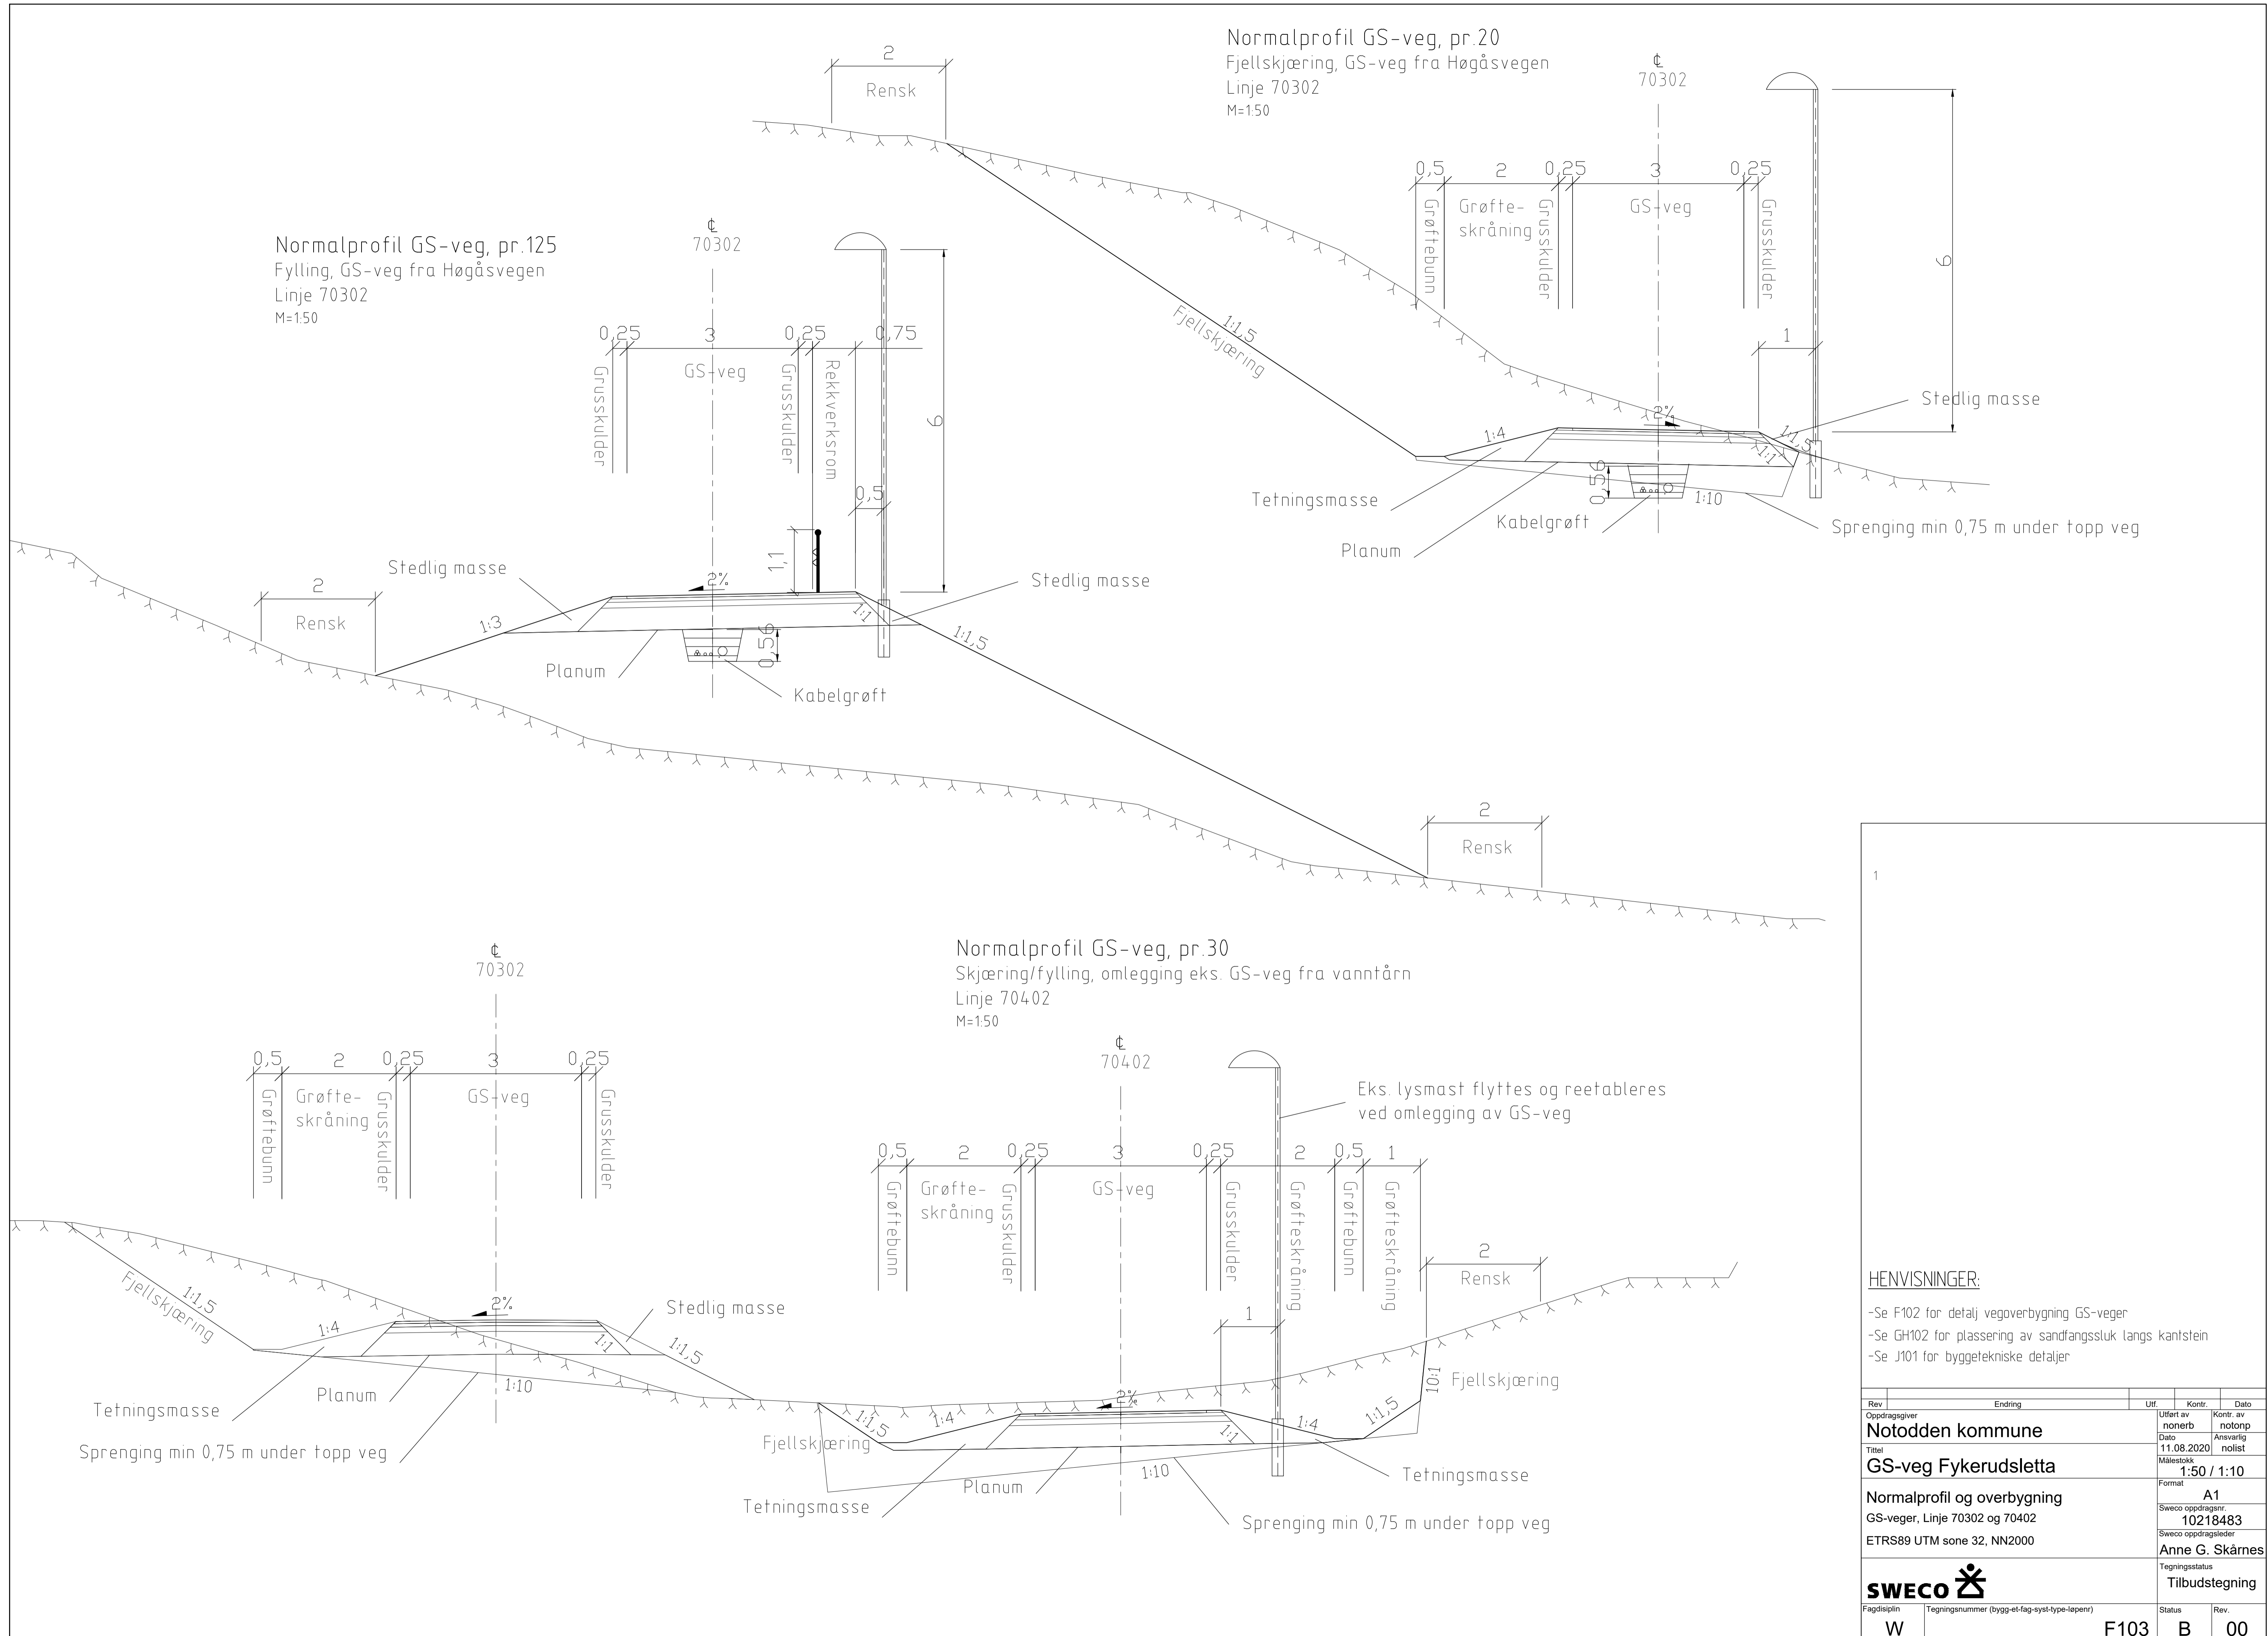 Normalprofil GS-veg, pr.20
Fjellskjæring, GS-veg fra Høgåsvegen
Linje 70302
M=1:50
2
Rensk
℄
70302
0,5
2
0,25
3
0,25
Grøftebunn
Grøfte-
skråning
Grusskulder
GS-veg
Grusskulder
6
1
1:1,5
Fjellskjæring
Stedlig masse
2%
1:4
1:1,5
1:1
0,56
1:10
Tetningsmasse
Kabelgrøft
Planum
Sprenging min 0,75 m under topp veg
Normalprofil GS-veg, pr.125
Fylling, GS-veg fra Høgåsvegen
Linje 70302
M=1:50
℄
70302
0,25
3
0,25
0,75
Grusskulder
GS-veg
Grusskulder
Rekkverksrom
6
0,5
1,1
Stedlig masse
2%
Stedlig masse
2
Rensk
1:3
1:1
1:1,5
0,56
Planum
Kabelgrøft
2
Rensk
℄
70302
0,5
2
0,25
3
0,25
Grøftebunn
Grøfte-
skråning
Grusskulder
GS-veg
Grusskulder
1:1,5
Fjellskjæring
2%
Stedlig masse
1:4
1:1
1:1,5
1:10
Planum
Tetningsmasse
Sprenging min 0,75 m under topp veg
Normalprofil GS-veg, pr.30
Skjæring/fylling, omlegging eks. GS-veg fra vanntårn
Linje 70402
M=1:50
℄
70402
Eks. lysmast flyttes og reetableres
ved omlegging av GS-veg
0,5
2
0,25
3
0,25
2
0,5
1
Grøftebunn
Grøfte-
skråning
Grusskulder
GS-veg
Grusskulder
Grøfteskråning
Grøftebunn
Grøfteskråning
2
Rensk
1
10:1
Fjellskjæring
2%
1:1,5
1:4
1:1
1:4
1:1,5
Fjellskjæring
1:10
Planum
Tetningsmasse
Tetningsmasse
Sprenging min 0,75 m under topp veg
1
HENVISNINGER:
-Se F102 for detalj vegoverbygning GS-veger
-Se GH102 for plassering av sandfangssluk langs kantstein
-Se J101 for byggetekniske detaljer
Rev Endring Utf. Kontr. Dato
Oppdragsgiver
Notodden kommune
Utført av
nonerb
Kontr. av
notonp
Dato
11.08.2020
Ansvarlig
nolist
Tittel
GS-veg Fykerudsletta
Målestokk
1:50 / 1:10
Normalprofil og overbygning
GS-veger, Linje 70302 og 70402
ETRS89 UTM sone 32, NN2000
Format
A1
Sweco oppdragsnr.
10218483
Sweco oppdragsleder
Anne G. Skårnes
SWECO
Tegningsstatus
Tilbudstegning
Fagdisiplin
W
Tegningsnummer (bygg-et-fag-syst-type-løpenr)
F103
Status
B
Rev.
00